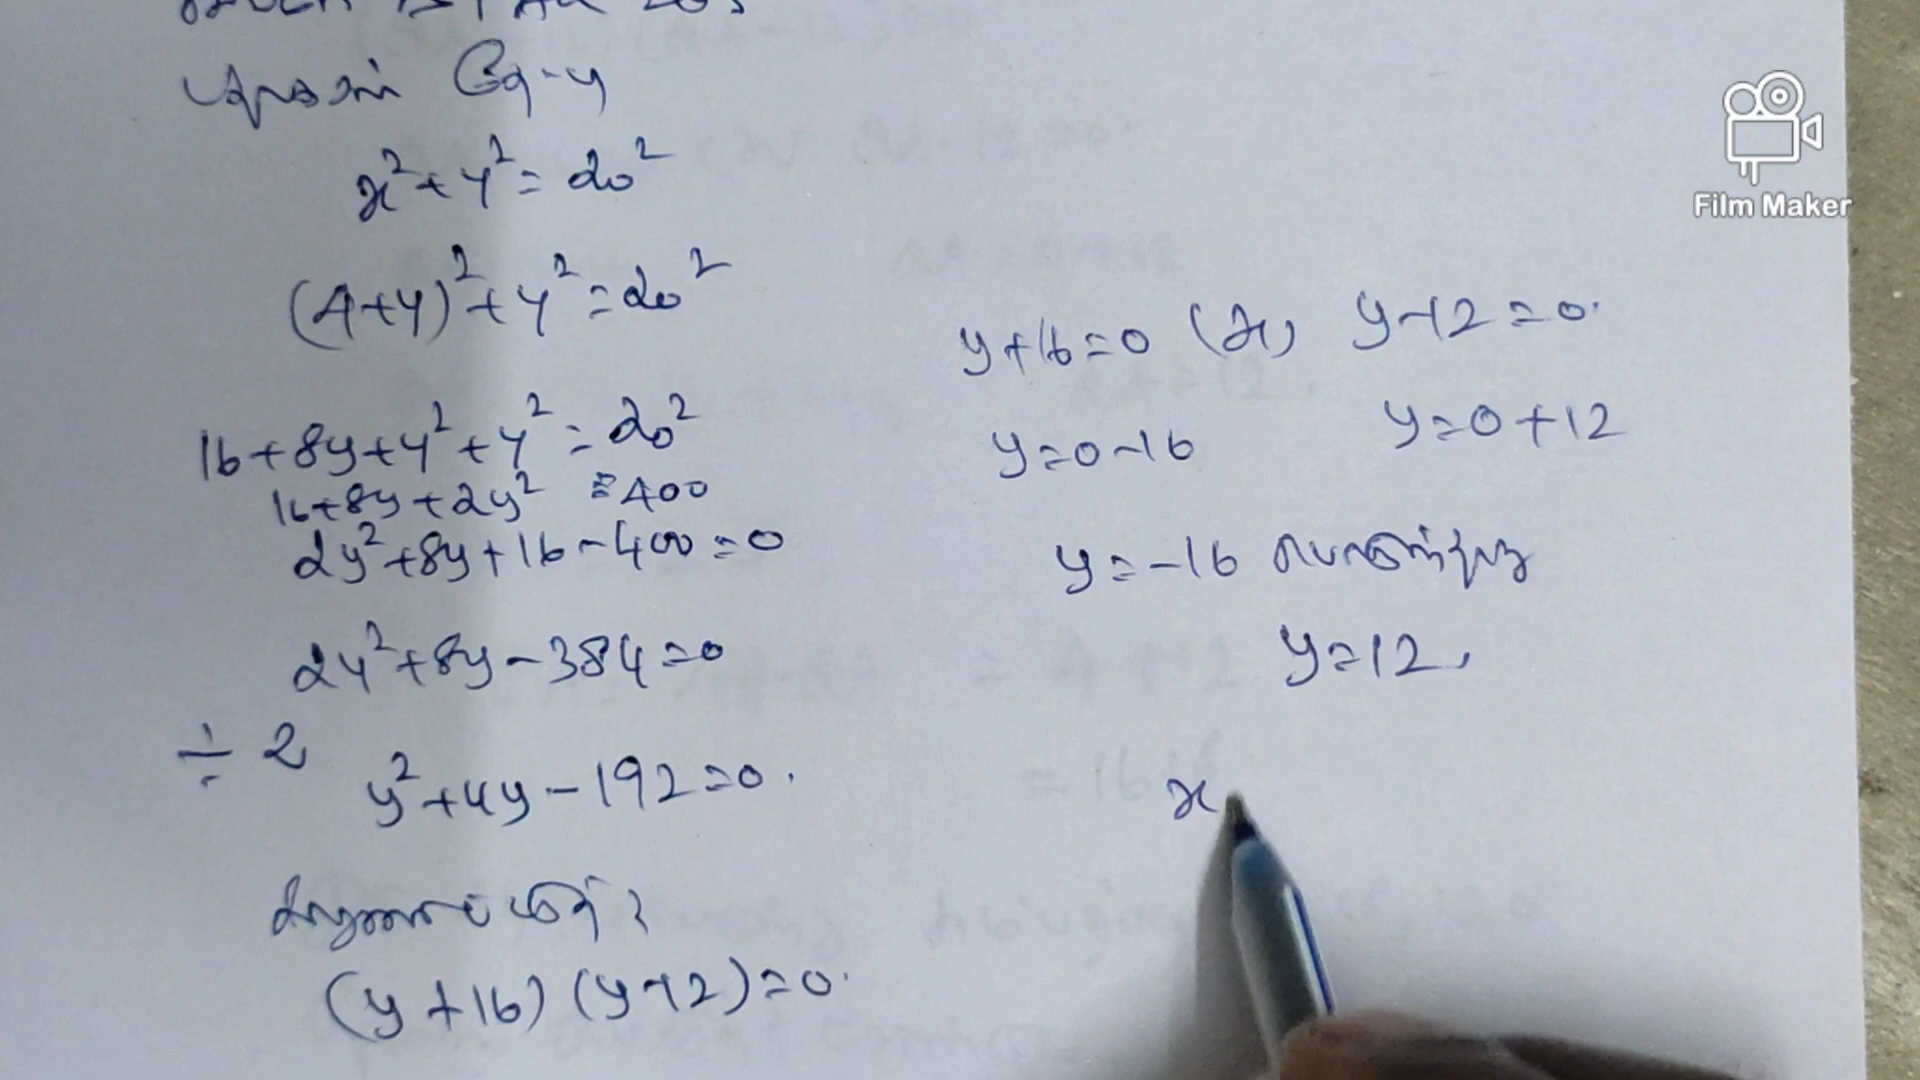 x² + y² = 20²
(4+y)² + y² = 20²
16+8y+y²+y² = 20²
16+8y+2y² = 400
2y²+8y+16-400=0
2y²+8y-384=0
÷ 2
y²+4y-192=0.
(y+16) (y-12)=0.
y+16=0 y-12=0.
y=0-16 y=0+12
y=-16
y=12,
x
Film Maker